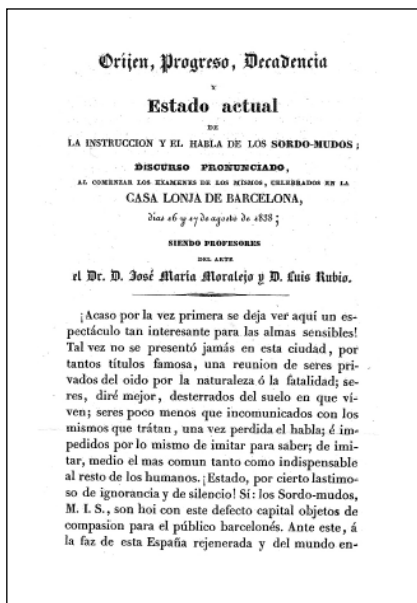 Oríjen, Progreso, Decadencia
Y
Estado actual
DE
LA INSTRUCCION Y EL HABLA DE LOS SORDO-MUDOS;
DISCURSO PRONUNCIADO,
AL COMENZAR LOS EXAMENES DE LOS MISMOS, CELEBRADOS EN LA
CASA LONJA DE BARCELONA,
dias 16 y 17 de agosto de 1838;
SIENDO PROFESORES
DEL ARTE
el Dr. D. José Maria Moralejo y D. Luis Rubio.
¡Acaso por la vez primera se deja ver aquí un es-
pectáculo tan interesante para las almas sensibles!
Tal vez no se presentó jamás en esta ciudad, por
tantos títulos famosa, una reunion de seres pri-
vados del oido por la naturaleza ó la fatalidad; se-
res, diré mejor, desterrados del suelo en que vi-
ven; seres poco menos que incomunicados con los
mismos que trátan, una vez perdida el habla; é im-
pedidos por lo mismo de imitar para saber; de imi-
tar, medio el mas comun tanto como indispensable
al resto de los humanos. ¡Estado, por cierto lastimo-
so de ignorancia y de silencio! Sí: los Sordo-mudos,
M. I. S., son hoi con este defecto capital objetos de
compasion para el público barcelonés. Ante este, á
la faz de esta España rejenerada y del mundo en-